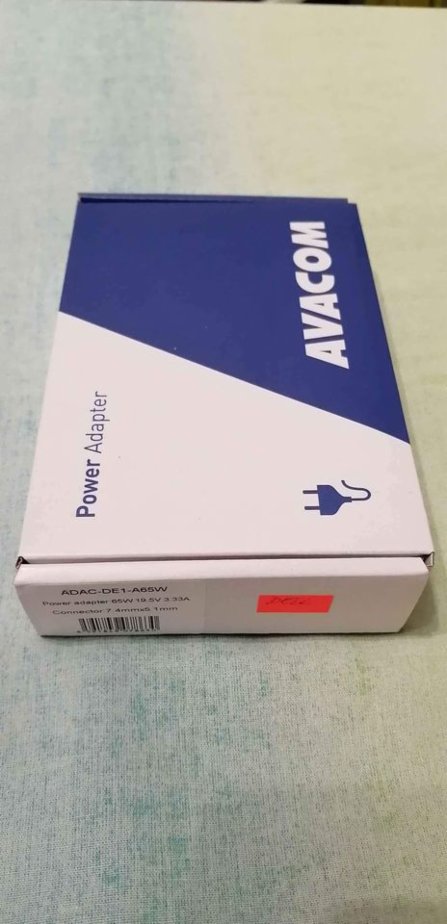 AVACOM
Power Adapter
ADAC-DE1-A65W
Power adapter 65W 19.5V 3.33A
Connector 7.4mmx5.1mm